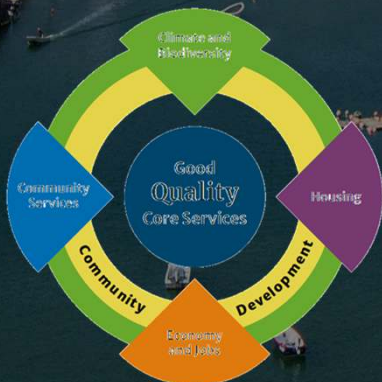 Climate and
Biodiversity
Community
Services
Good
Quality
Core Services
Housing
Community
Development
Economy
and Jobs